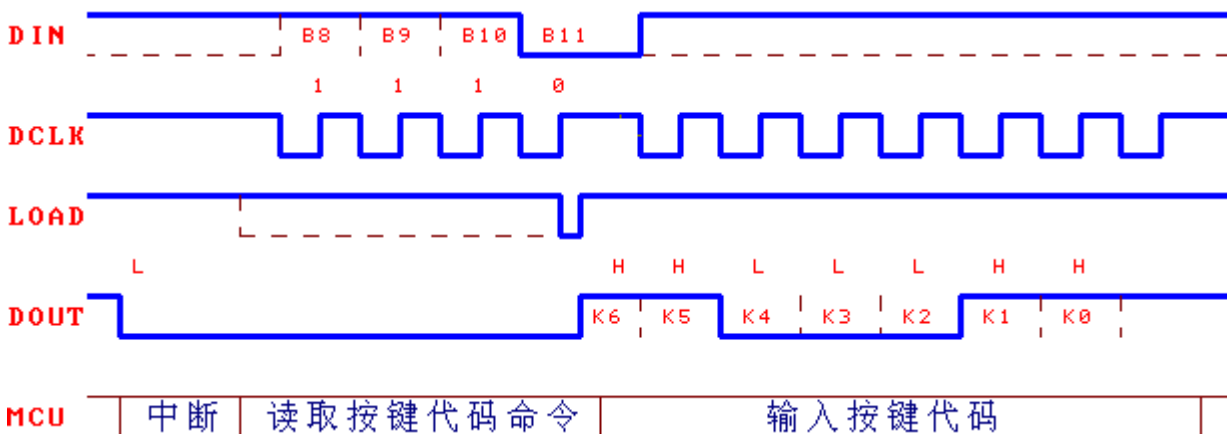 DIN B8 B9 B10 B11
1 1 1 0
DCLK
LOAD
L H H L L L H H
DOUT K6 K5 K4 K3 K2 K1 K0
MCU 中断 读取按键代码命令 输入按键代码